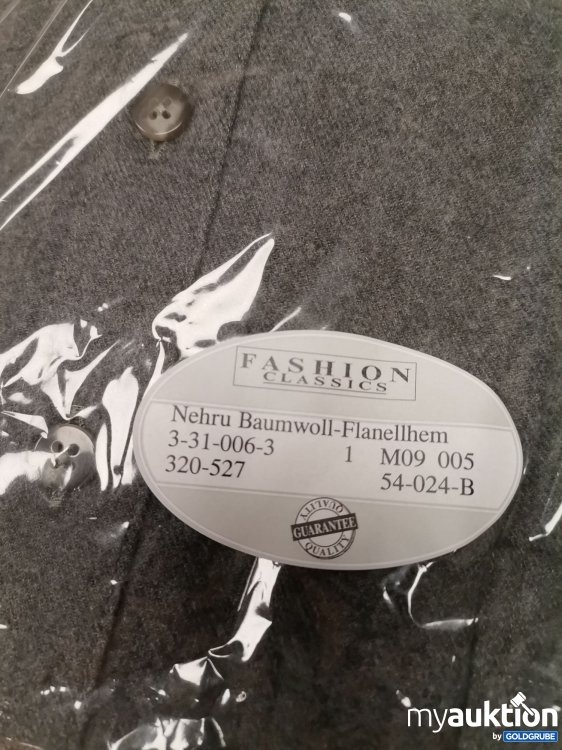 FASHION
CLASSICS
Nehru Baumwoll-Flanellhem
3-31-006-3 1 M09 005
320-527 54-024-B
QUALITY
GUARANTEE
QUALITY
myauktion
by GOLDGRUBE